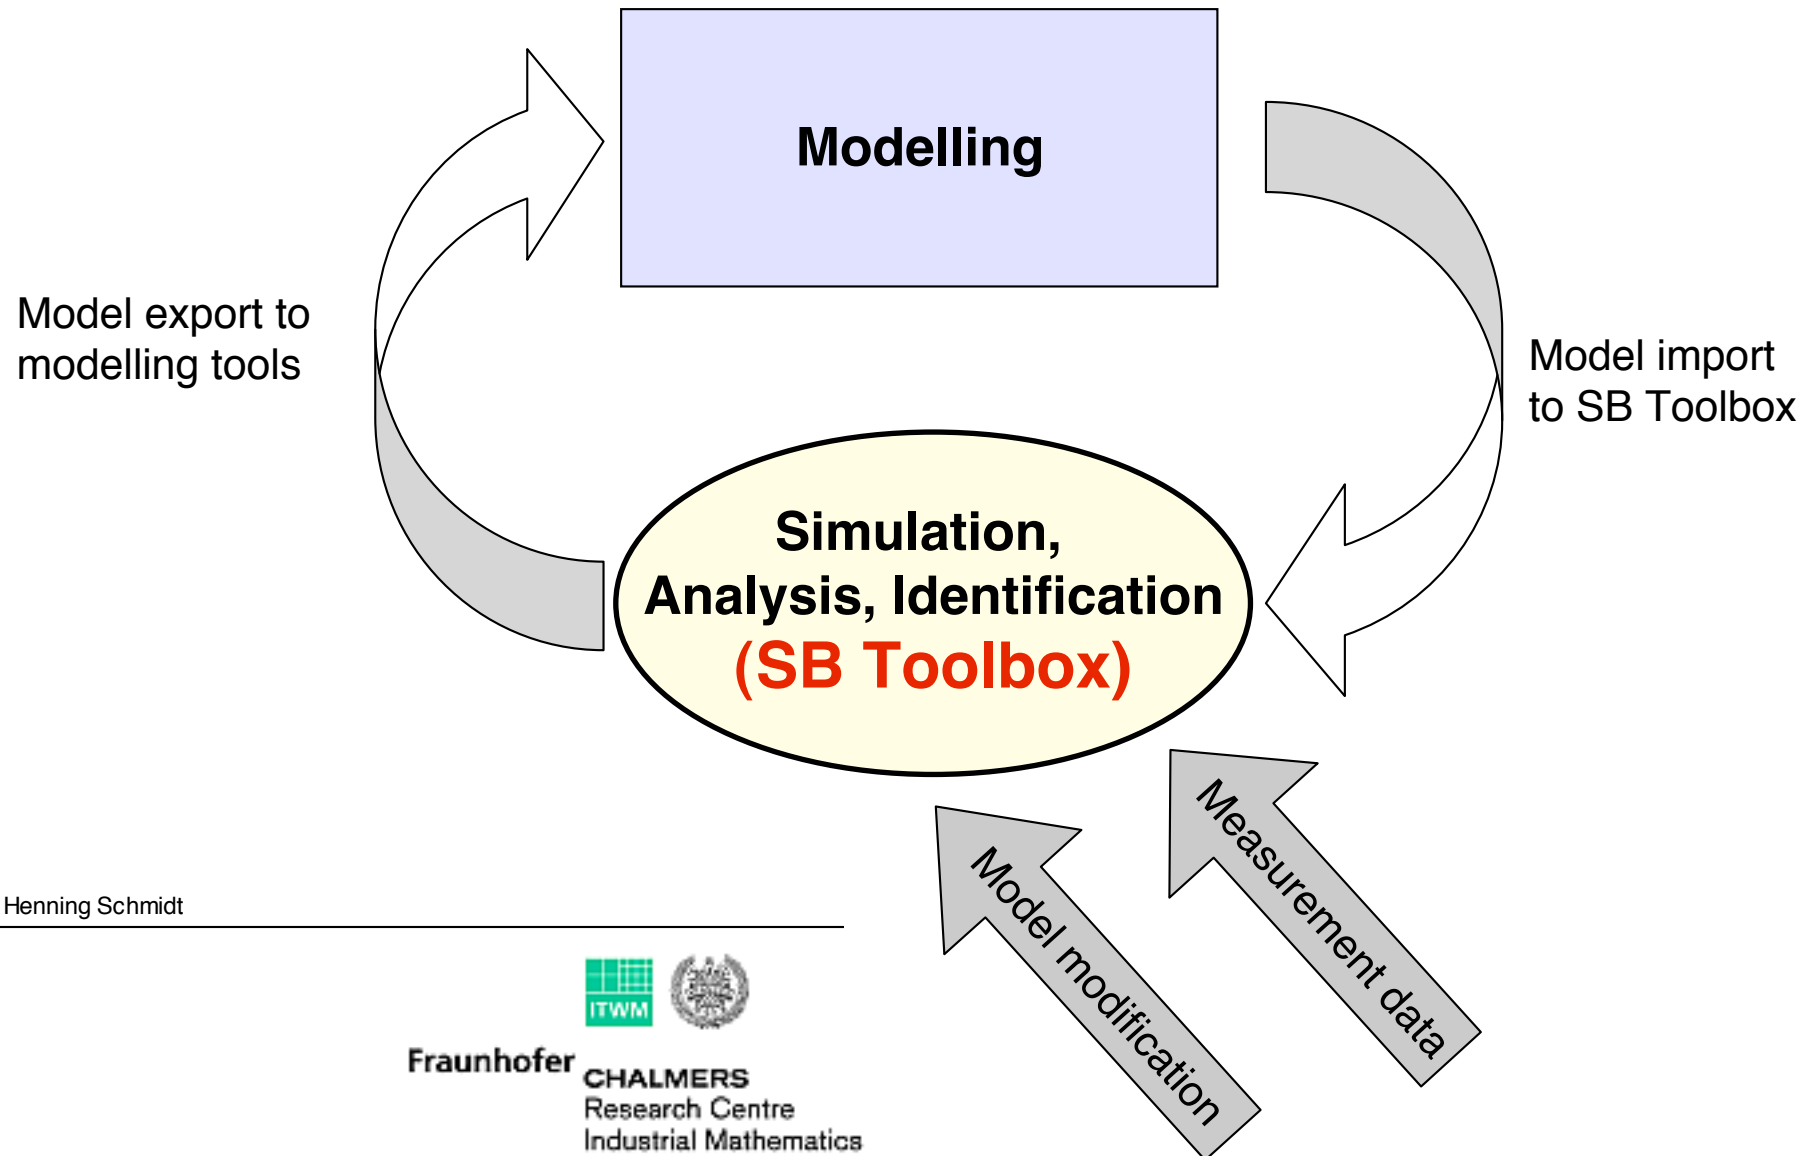 Modelling
Model export to
modelling tools
Model import
to SB Toolbox
Simulation,
Analysis, Identification
(SB Toolbox)
Measurement data
Model modification
Henning Schmidt
ITWM
Fraunhofer
CHALMERS
Research Centre
Industrial Mathematics